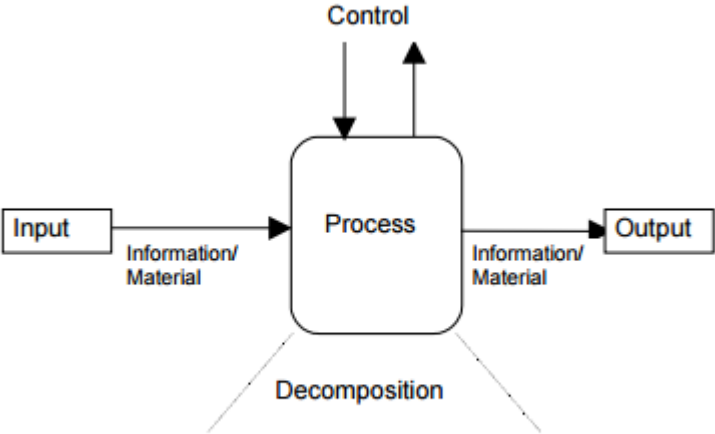 Control
Input
Process
Output
Information/
Material
Information/
Material
Decomposition